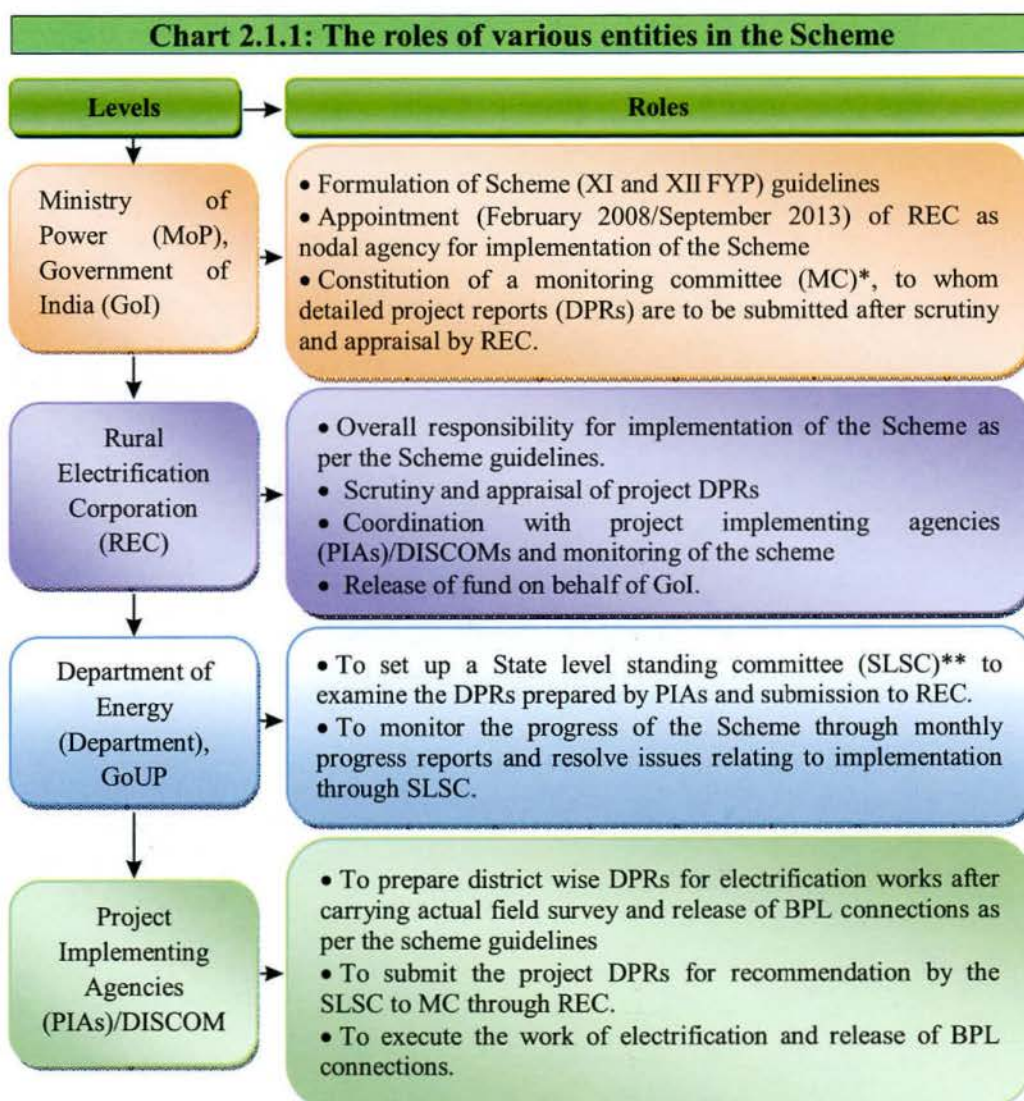 Chart 2.1.1: The roles of various entities in the Scheme
Levels
Roles
Ministry of
Power (MoP),
Government of
India (GoI)
• Formulation of Scheme (XI and XII FYP) guidelines
• Appointment (February 2008/September 2013) of REC as
nodal agency for implementation of the Scheme
• Constitution of a monitoring committee (MC)*, to whom
detailed project reports (DPRs) are to be submitted after scrutiny
and appraisal by REC.
Rural
Electrification
Corporation
(REC)
• Overall responsibility for implementation of the Scheme as
per the Scheme guidelines.
• Scrutiny and appraisal of project DPRs
• Coordination with project implementing agencies
(PIAs)/DISCOMs and monitoring of the scheme
• Release of fund on behalf of GoI.
Department of
Energy
(Department),
GoUP
• To set up a State level standing committee (SLSC)** to
examine the DPRs prepared by PIAs and submission to REC.
• To monitor the progress of the Scheme through monthly
progress reports and resolve issues relating to implementation
through SLSC.
Project
Implementing
Agencies
(PIAs)/DISCOM
• To prepare district wise DPRs for electrification works after
carrying actual field survey and release of BPL connections as
per the scheme guidelines
• To submit the project DPRs for recommendation by the
SLSC to MC through REC.
• To execute the work of electrification and release of BPL
connections.